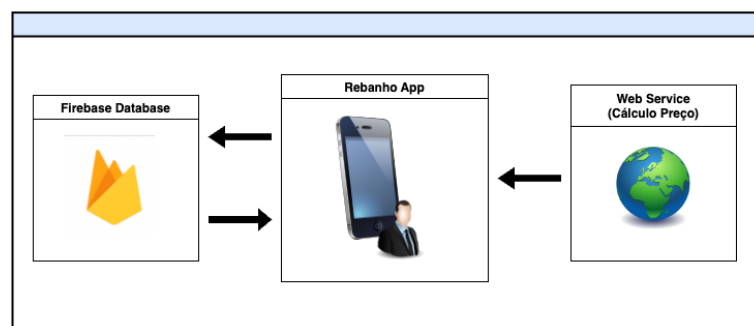 Firebase Database
Rebanho App
Web Service
(Cálculo Preço)